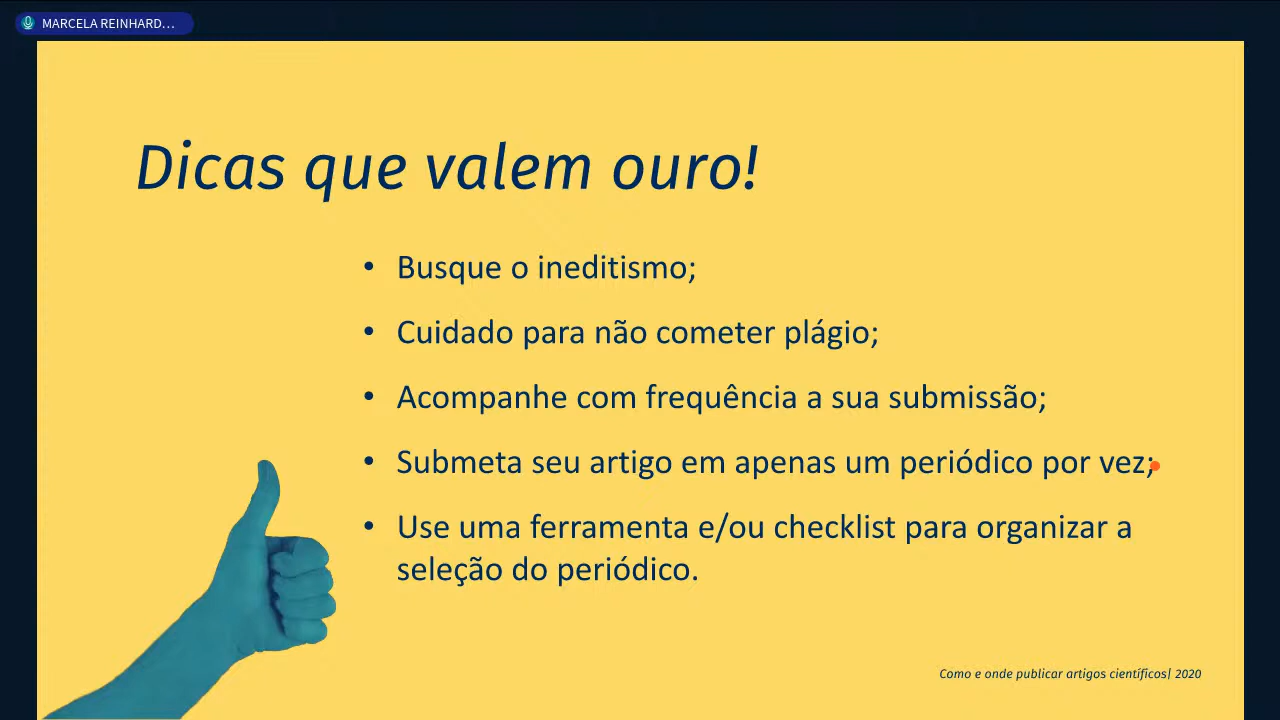 MARCELA REINHARD...
Dicas que valem ouro!
• Busque o ineditismo;
• Cuidado para não cometer plágio;
• Acompanhe com frequência a sua submissão;
• Submeta seu artigo em apenas um periódico por vez;
• Use uma ferramenta e/ou checklist para organizar a
seleção do periódico.
Como e onde publicar artigos científicos| 2020